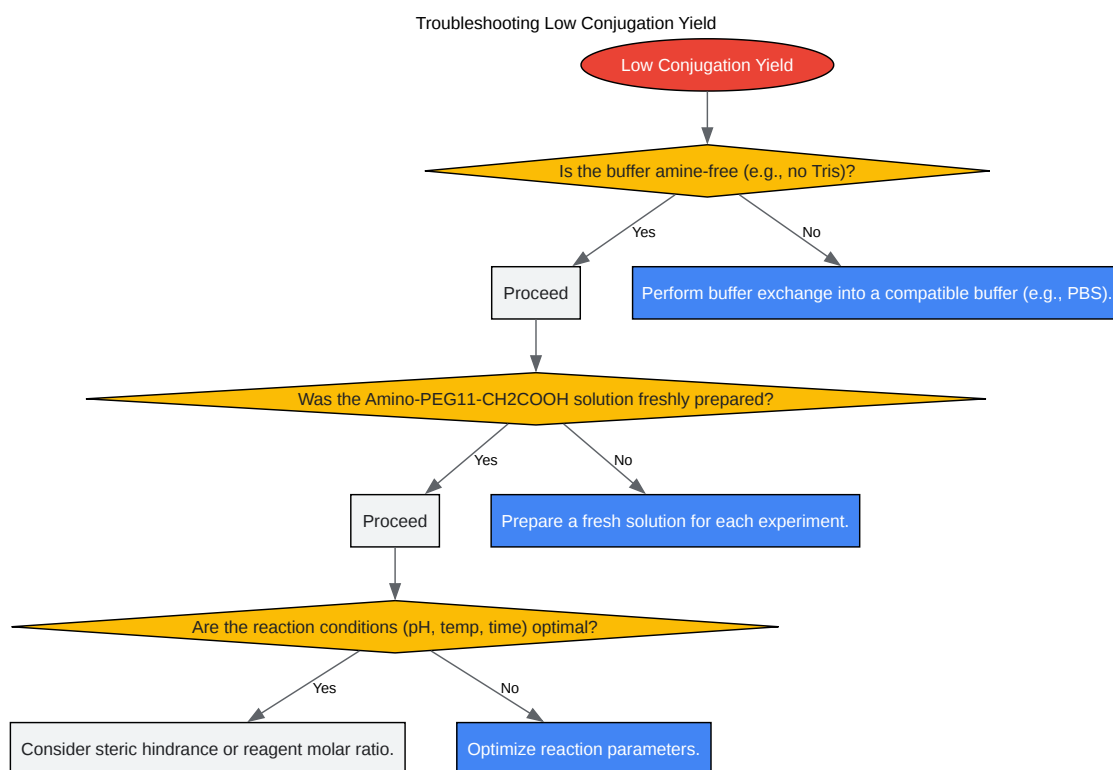 Troubleshooting Low Conjugation Yield
Low Conjugation Yield
Is the buffer amine-free (e.g., no Tris)?
Yes
No
Proceed
Perform buffer exchange into a compatible buffer (e.g., PBS).
Was the Amino-PEG11-CH2COOH solution freshly prepared?
Yes
No
Proceed
Prepare a fresh solution for each experiment.
Are the reaction conditions (pH, temp, time) optimal?
Yes
No
Consider steric hindrance or reagent molar ratio.
Optimize reaction parameters.